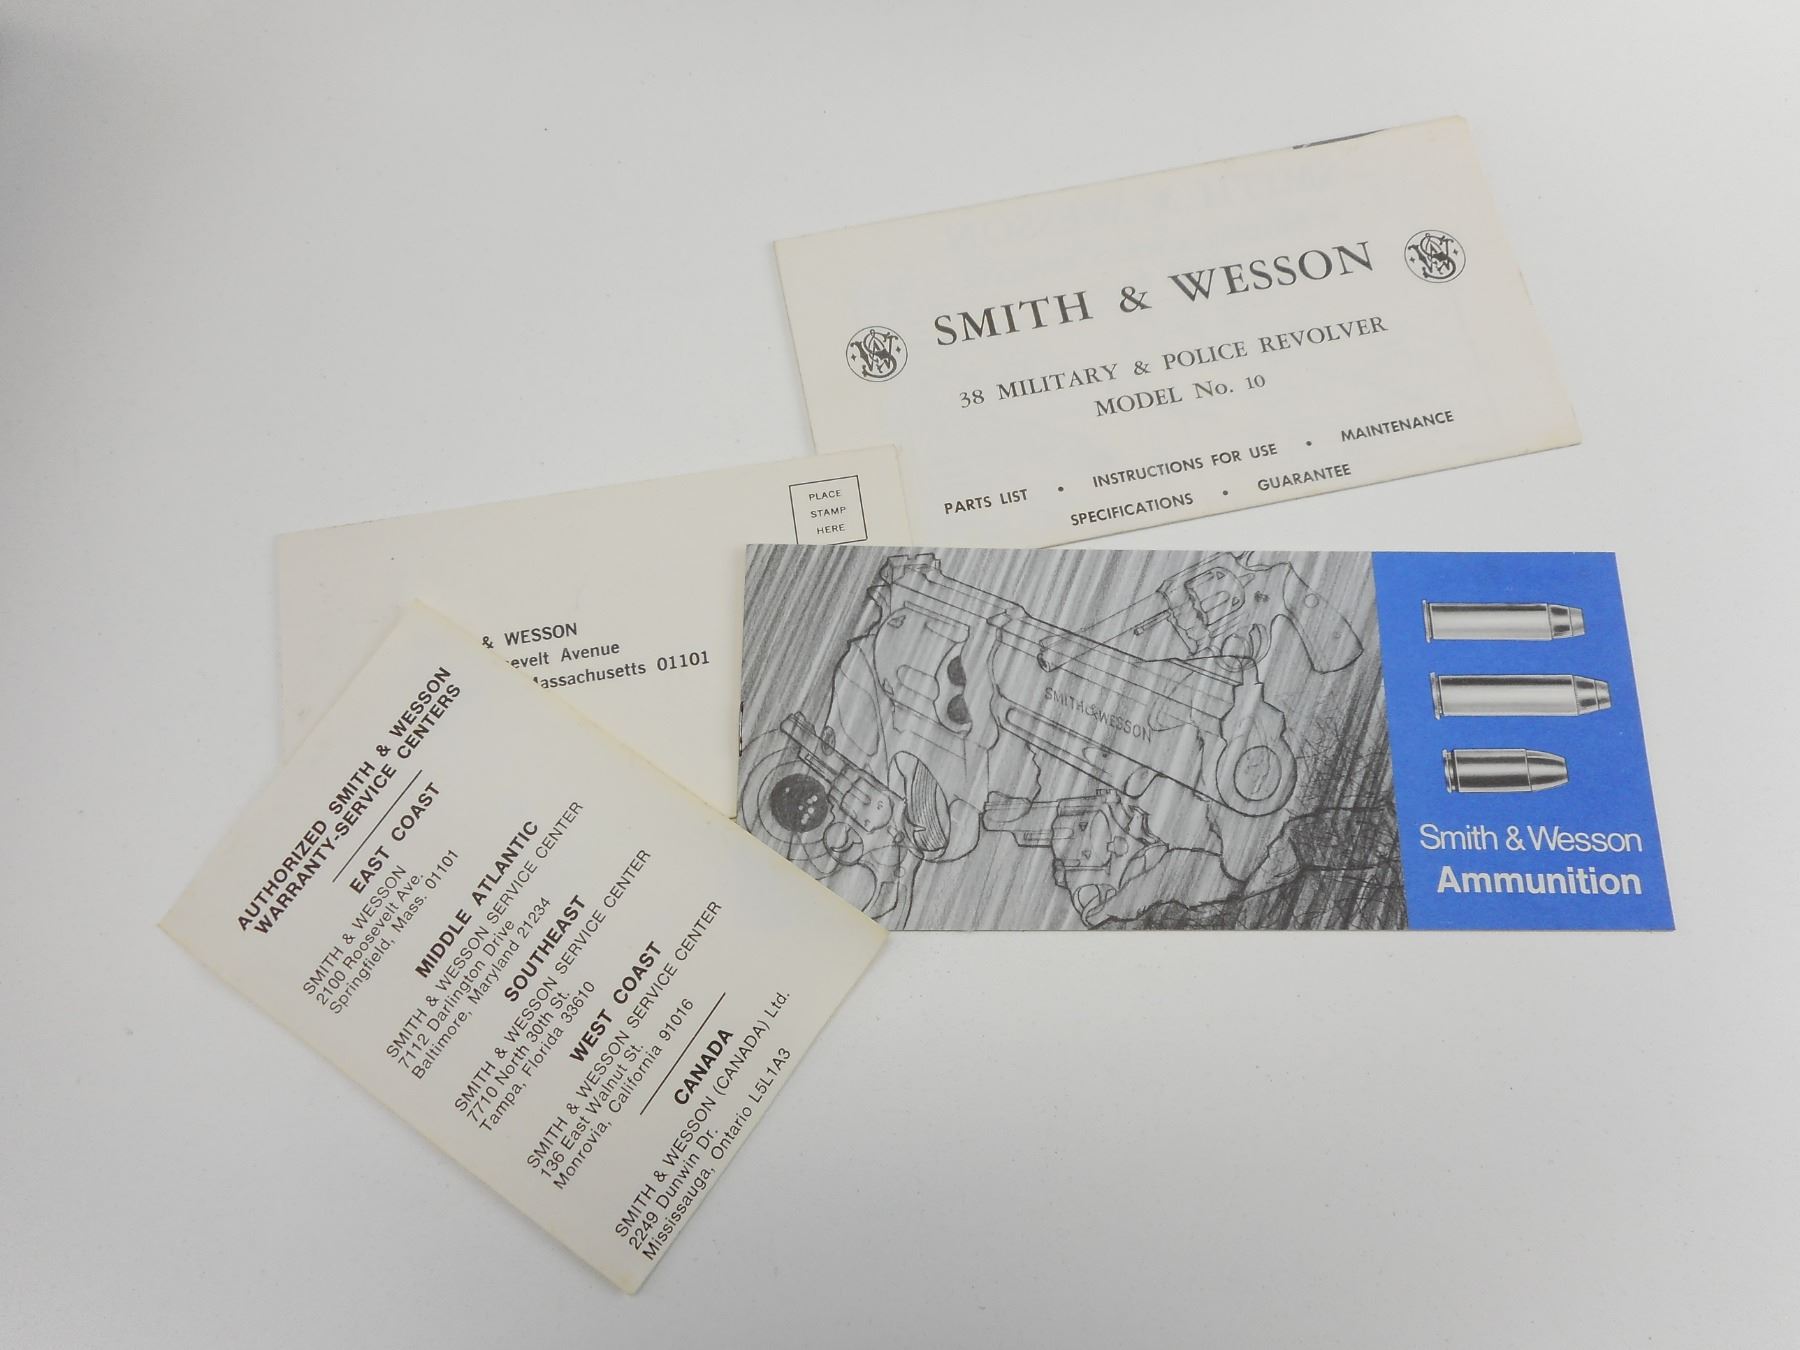 SMITH & WESSON
38 MILITARY & POLICE REVOLVER
MODEL No. 10
PARTS LIST • INSTRUCTIONS FOR USE • MAINTENANCE
SPECIFICATIONS • GUARANTEE
PLACE
STAMP
HERE
& WESSON
Avenue
01101
SMITH & WESSON
Smith & Wesson
Ammunition
AUTHORIZED SMITH & WESSON
WARRANTY-SERVICE CENTERS
EAST COAST
SMITH & WESSON
2100 Roosevelt Ave.
Springfield, Mass. 01101
MIDDLE ATLANTIC
SMITH & WESSON SERVICE CENTER
7112 Darlington Drive
Baltimore, Maryland 21234
SOUTHEAST
SMITH & WESSON SERVICE CENTER
7710 North 30th St.
Tampa, Florida 33610
WEST COAST
SMITH & WESSON SERVICE CENTER
136 East Walnut St.
Monrovia, California 91016
CANADA
SMITH & WESSON (CANADA) Ltd.
2249 Dunwin Dr.
Mississauga, Ontario L5L1A3